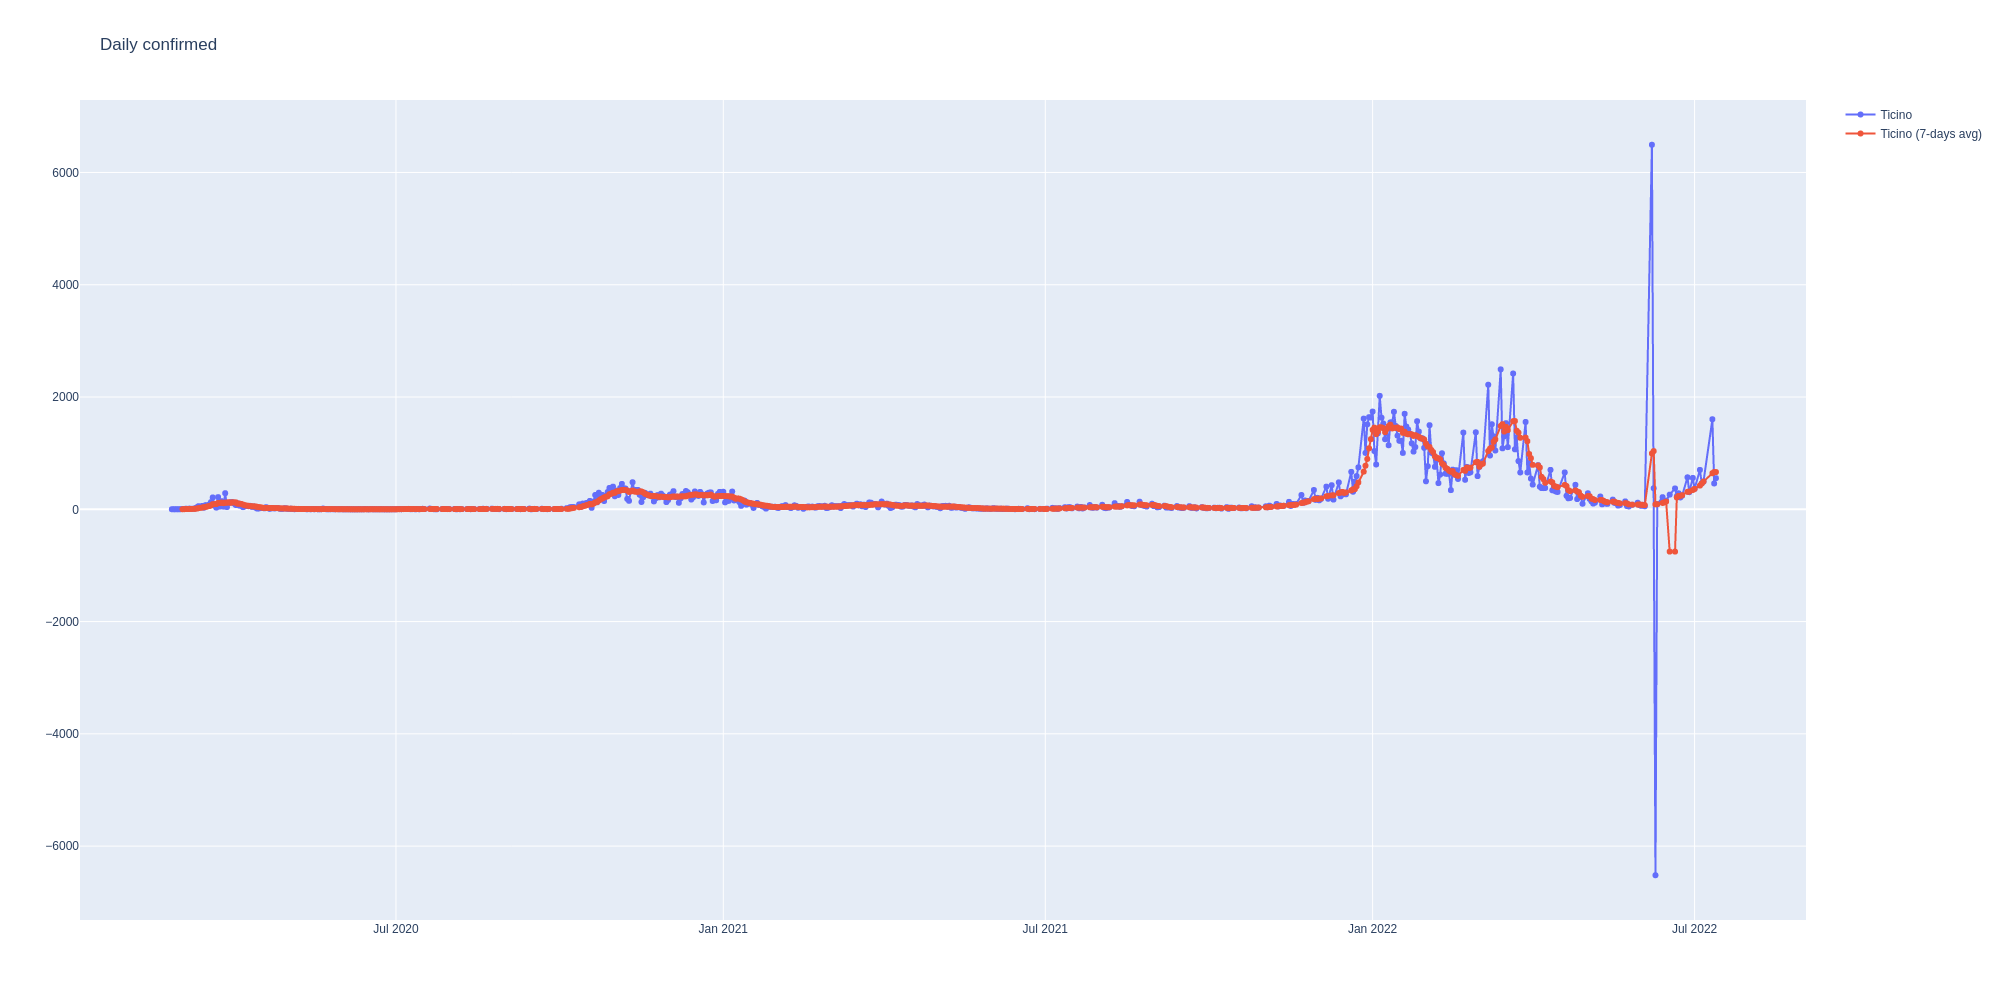 Daily confirmed
Ticino
Ticino (7-days avg)
6000
4000
2000
0
−2000
−4000
−6000
Jul 2020
Jan 2021
Jul 2021
Jan 2022
Jul 2022